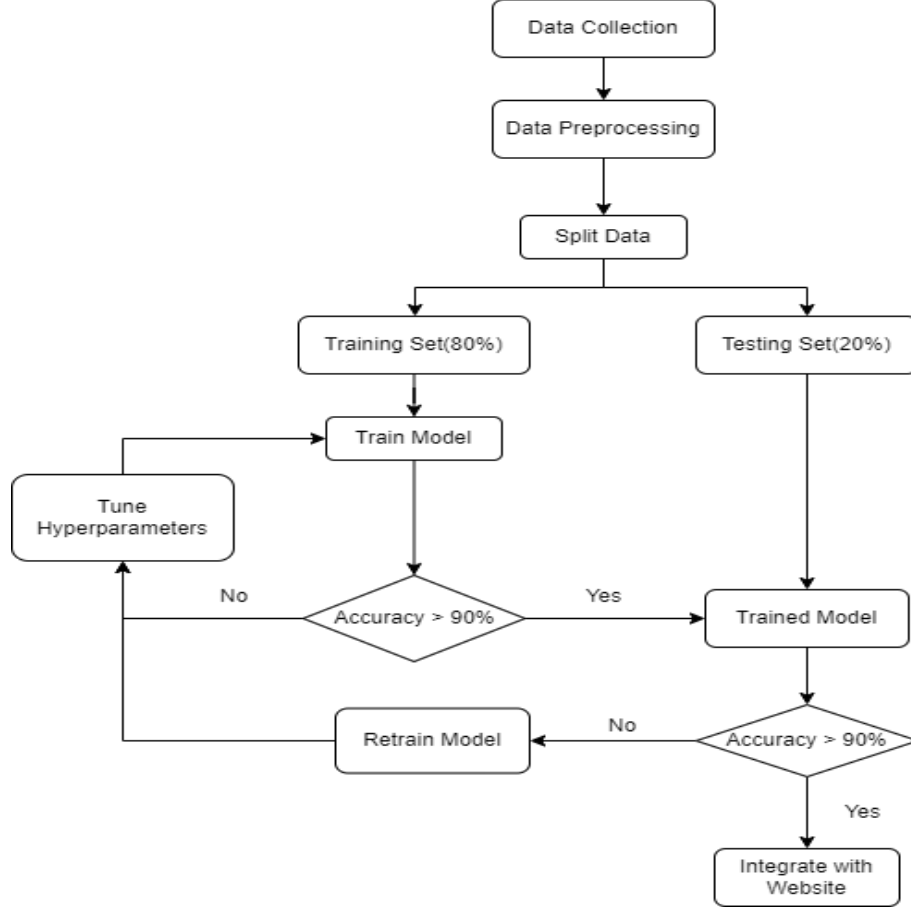 Data Collection
Data Preprocessing
Split Data
Training Set(80%)
Testing Set(20%)
Train Model
Tune
Hyperparameters
No
Accuracy > 90%
Yes
Trained Model
Retrain Model
No
Accuracy > 90%
Yes
Integrate with
Website